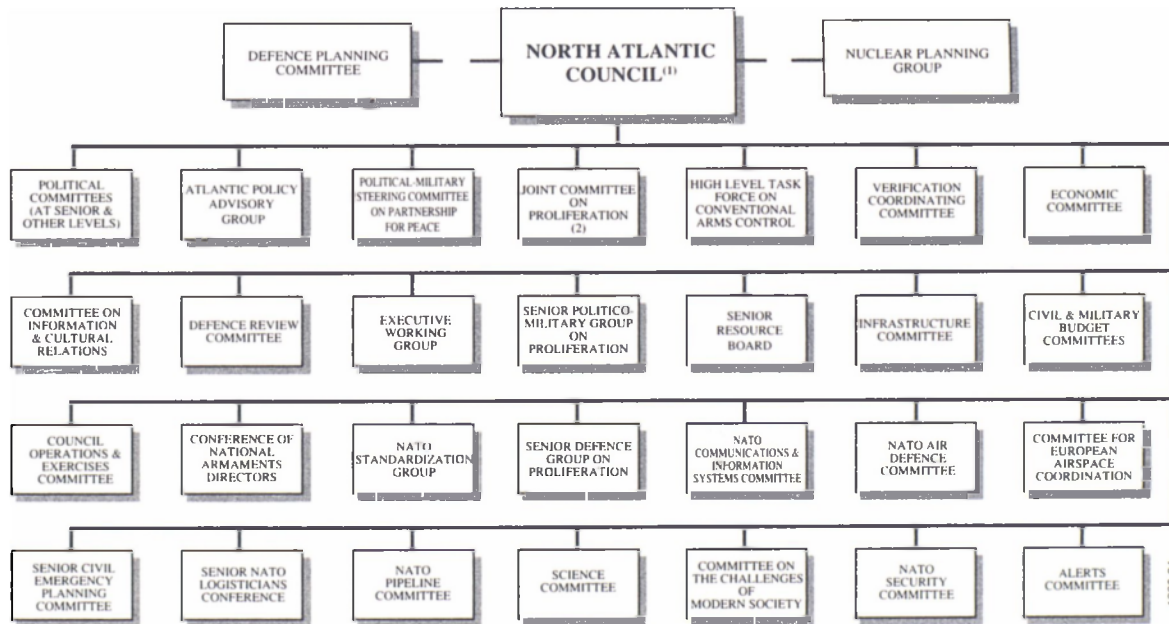 DEFENCE PLANNING
COMMITTEE
NORTH ATLANTIC
COUNCIL(1)
NUCLEAR PLANNING
GROUP
POLITICAL
COMMITTEES
(AT SENIOR &
OTHER LEVELS)
ATLANTIC POLICY
ADVISORY
GROUP
POLITICAL-MILITARY
STEERING COMMITTEE
ON PARTNERSHIP
FOR PEACE
JOINT COMMITTEE
ON
PROLIFERATION
(2)
HIGH LEVEL TASK
FORCE ON
CONVENTIONAL
ARMS CONTROL
VERIFICATION
COORDINATING
COMMITTEE
ECONOMIC
COMMITTEE
COMMITTEE ON
INFORMATION
& CULTURAL
RELATIONS
DEFENCE REVIEW
COMMITTEE
EXECUTIVE
WORKING
GROUP
SENIOR POLITICO-
MILITARY GROUP
ON
PROLIFERATION
SENIOR
RESOURCE
BOARD
INFRASTRUCTURE
COMMITTEE
CIVIL & MILITARY
BUDGET
COMMITTEES
COUNCIL
OPERATIONS &
EXERCISES
COMMITTEE
CONFERENCE OF
NATIONAL
ARMAMENTS
DIRECTORS
NATO
STANDARDIZATION
GROUP
SENIOR DEFENCE
GROUP ON
PROLIFERATION
NATO
COMMUNICATIONS &
INFORMATION
SYSTEMS COMMITTEE
NATO AIR
DEFENCE
COMMITTEE
COMMITTEE FOR
EUROPEAN
AIRSPACE
COORDINATION
SENIOR CIVIL
EMERGENCY
PLANNING
COMMITTEE
SENIOR NATO
LOGISTICIANS
CONFERENCE
NATO
PIPELINE
COMMITTEE
SCIENCE
COMMITTEE
COMMITTEE ON
THE CHALLENGES
OF
MODERN SOCIETY
NATO
SECURITY
COMMITTEE
ALERTS
COMMITTEE